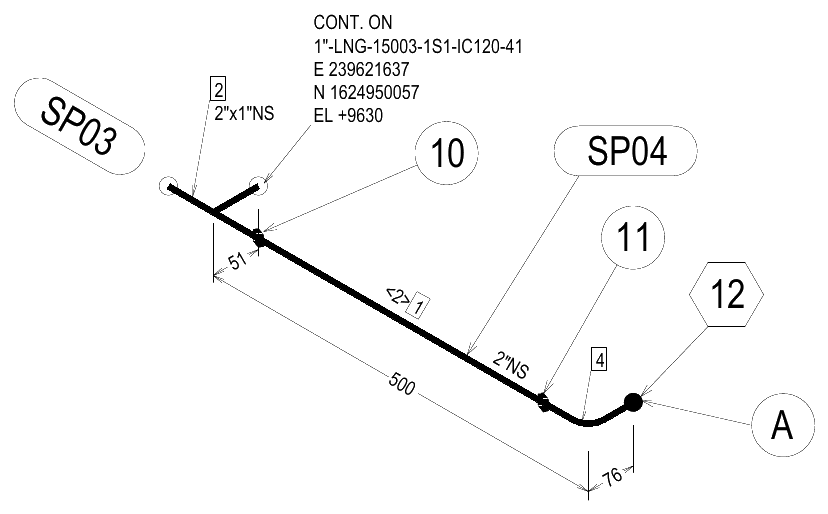 CONT. ON
1"-LNG-15003-1S1-IC120-41
E 239621637
N 1624950057
EL +9630
2
2"x1"NS
SP03
10
SP04
11
51
12
<2> 1
2"NS
4
500
A
76